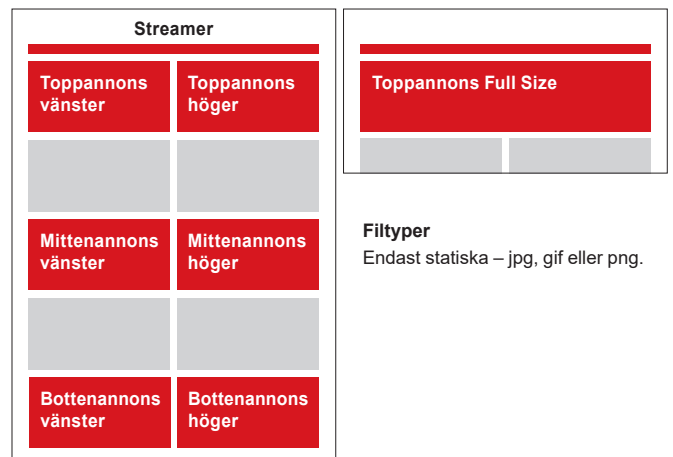 Streamer
Toppannons
vänster
Toppannons
höger
Mittenannons
vänster
Mittenannons
höger
Bottenannons
vänster
Bottenannons
höger
Toppannons Full Size
Filtyper
Endast statiska – jpg, gif eller png.